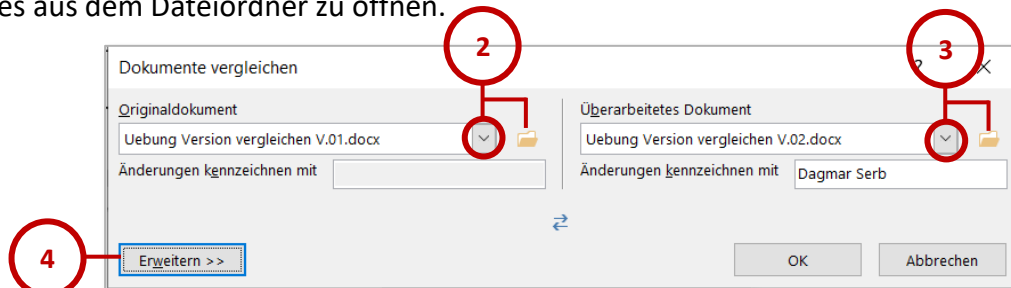 es aus dem Dateiordner zu öffnen.
2
3
Dokumente vergleichen
?
Originaldokument
Überarbeitetes Dokument
Uebung Version vergleichen V.01.docx
Uebung Version vergleichen V.02.docx
Änderungen kennzeichnen mit
Änderungen kennzeichnen mit
Dagmar Serb
4
Erweitern >>
OK
Abbrechen